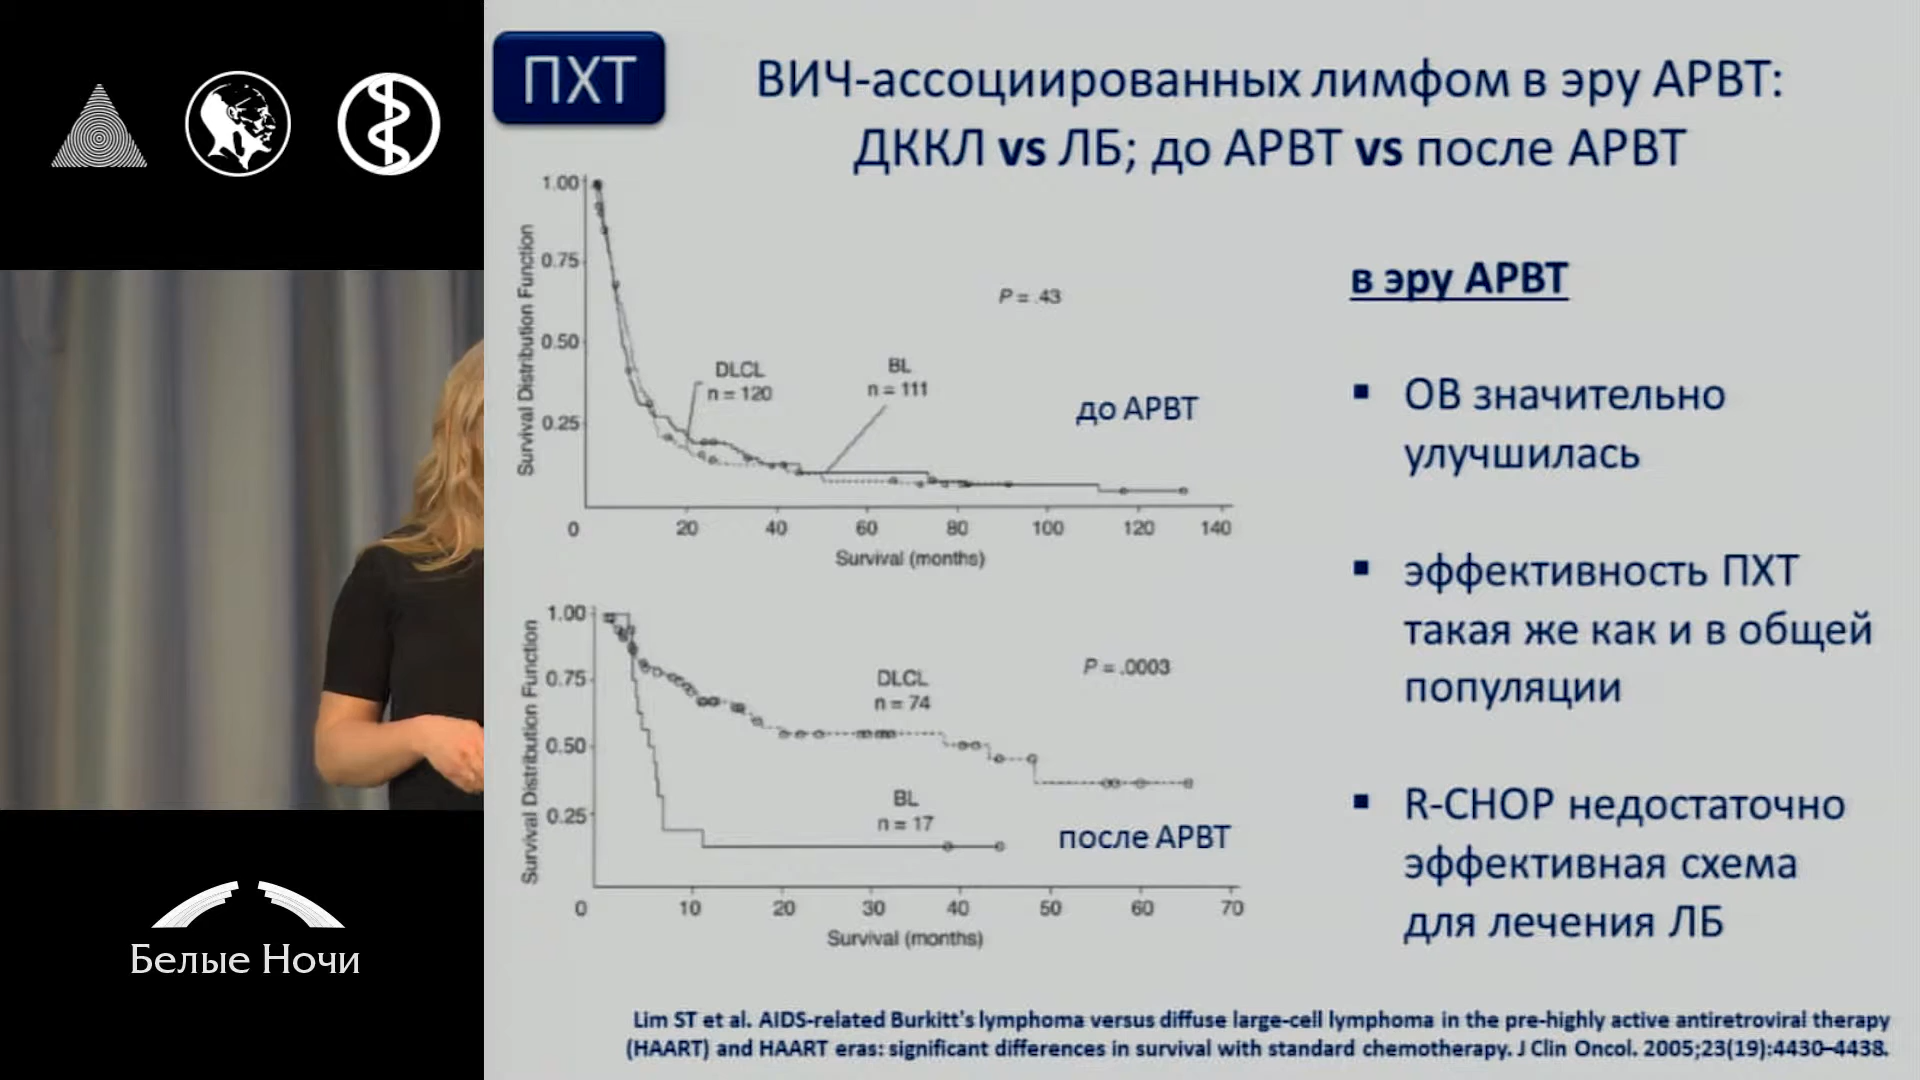 ПХТ
ВИЧ-ассоциированных лимфом в эру АРВТ:
ДККЛ vs ЛБ; до АРВТ vs после АРВТ
Survival Distribution Function
1.00
0.75
0.50
0.25
P = .43
DLCL
n = 120
BL
n = 111
до АРВТ
0 20 40 60 80 100 120 140
Survival (months)
Survival Distribution Function
1.00
0.75
0.50
0.25
P = .0003
DLCL
n = 74
BL
n = 17
после АРВТ
0 10 20 30 40 50 60 70
Survival (months)
в эру АРВТ
▪ ОВ значительно
улучшилась
▪ эффективность ПХТ
такая же как и в общей
популяции
▪ R-CHOP недостаточно
эффективная схема
для лечения ЛБ
Lim ST et al. AIDS-related Burkitt's lymphoma versus diffuse large-cell lymphoma in the pre-highly active antiretroviral therapy
(HAART) and HAART eras: significant differences in survival with standard chemotherapy. J Clin Oncol. 2005;23(19):4430–4438.
Белые Ночи